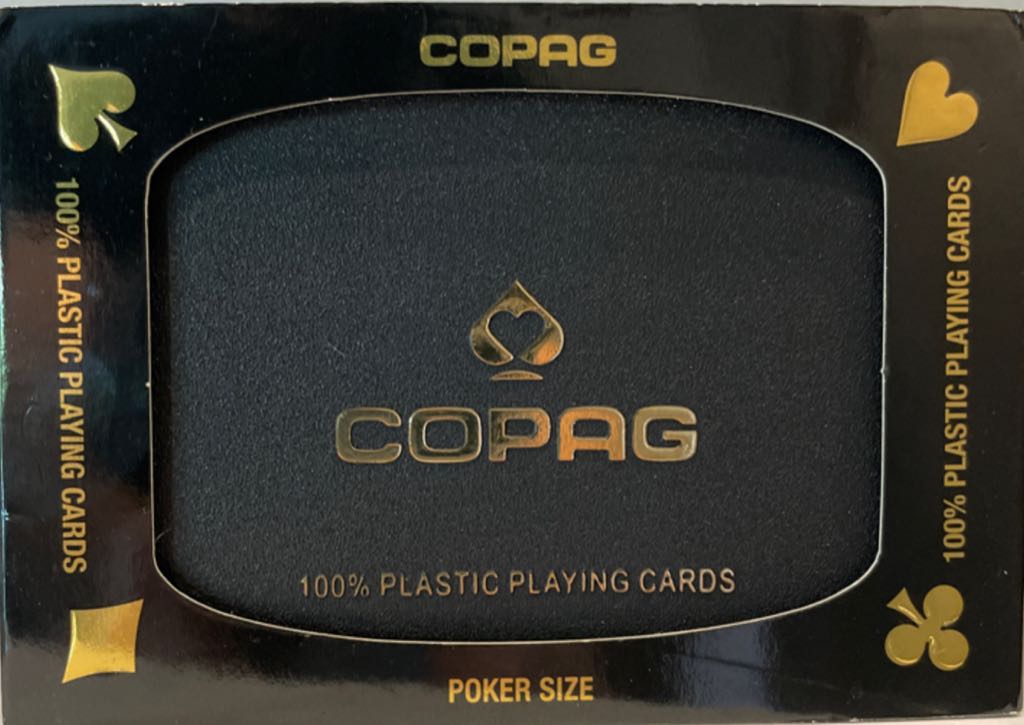 COPAG
100% PLASTIC PLAYING CARDS
COPAG
100% PLASTIC PLAYING CARDS
100% PLASTIC PLAYING CARDS
POKER SIZE